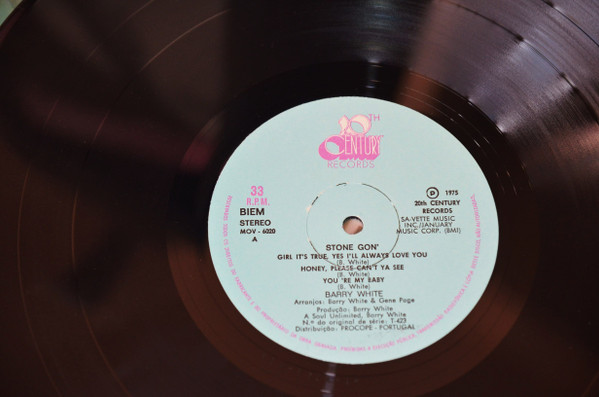 20TH
CENTURY
RECORDS
33
R.P.M.
BIEM
STEREO
MOV - 6020
A
℗ 1975
20th CENTURY
RECORDS
SA-VETTE MUSIC
INC./JANUARY
MUSIC CORP. (BMI)
STONE GON'
GIRL IT'S TRUE, YES I'LL ALWAYS LOVE YOU
(B. White)
HONEY, PLEASE CAN'T YA SEE
(B. White)
YOU 'RE MY BABY
(B. White)
BARRY WHITE
Arranjos: Barry White & Gene Page
Produção: Barry White
A Soul Unlimited, Barry White
N.º do original de série: T-423
Distribuição: PROCOPE - PORTUGAL